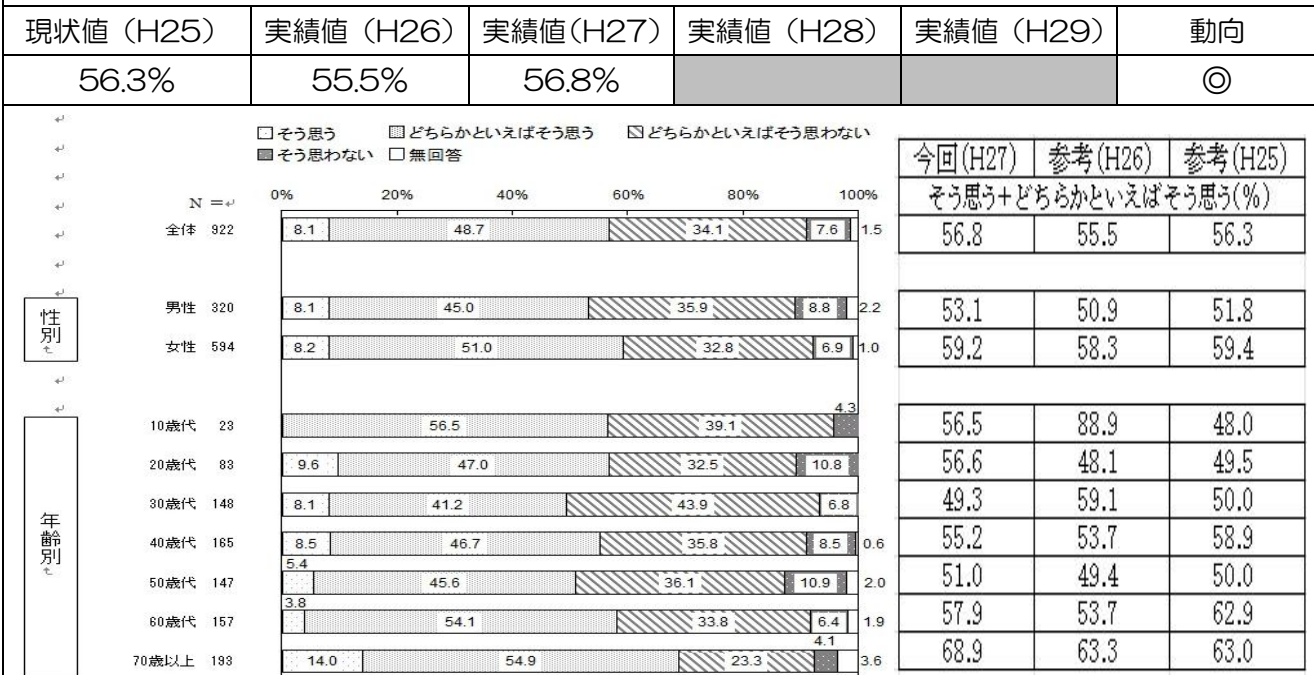 現状値（H25） 実績値（H26） 実績値（H27） 実績値（H28） 実績値（H29） 動向
56.3% 55.5% 56.8% ◎
そう思う どちらかといえばそう思う どちらかといえばそう思わない
そう思わない 無回答
今回(H27) 参考(H26) 参考(H25)
そう思う+どちらかといえばそう思う(%)
N = 0% 20% 40% 60% 80% 100%
全体 922 8.1 48.7 34.1 7.6 1.5 56.8 55.5 56.3
性別
男性 320 8.1 45.0 35.9 8.8 2.2 53.1 50.9 51.8
女性 594 8.2 51.0 32.8 6.9 1.0 59.2 58.3 59.4
年齢別
10歳代 23 56.5 39.1 4.3 56.5 88.9 48.0
20歳代 83 9.6 47.0 32.5 10.8 56.6 48.1 49.5
30歳代 148 8.1 41.2 43.9 6.8 49.3 59.1 50.0
40歳代 165 8.5 46.7 35.8 8.5 0.6 55.2 53.7 58.9
50歳代 147 5.4 45.6 36.1 10.9 2.0 51.0 49.4 50.0
60歳代 157 3.8 54.1 33.8 6.4 1.9 57.9 53.7 62.9
70歳以上 193 14.0 54.9 23.3 4.1 3.6 68.9 63.3 63.0